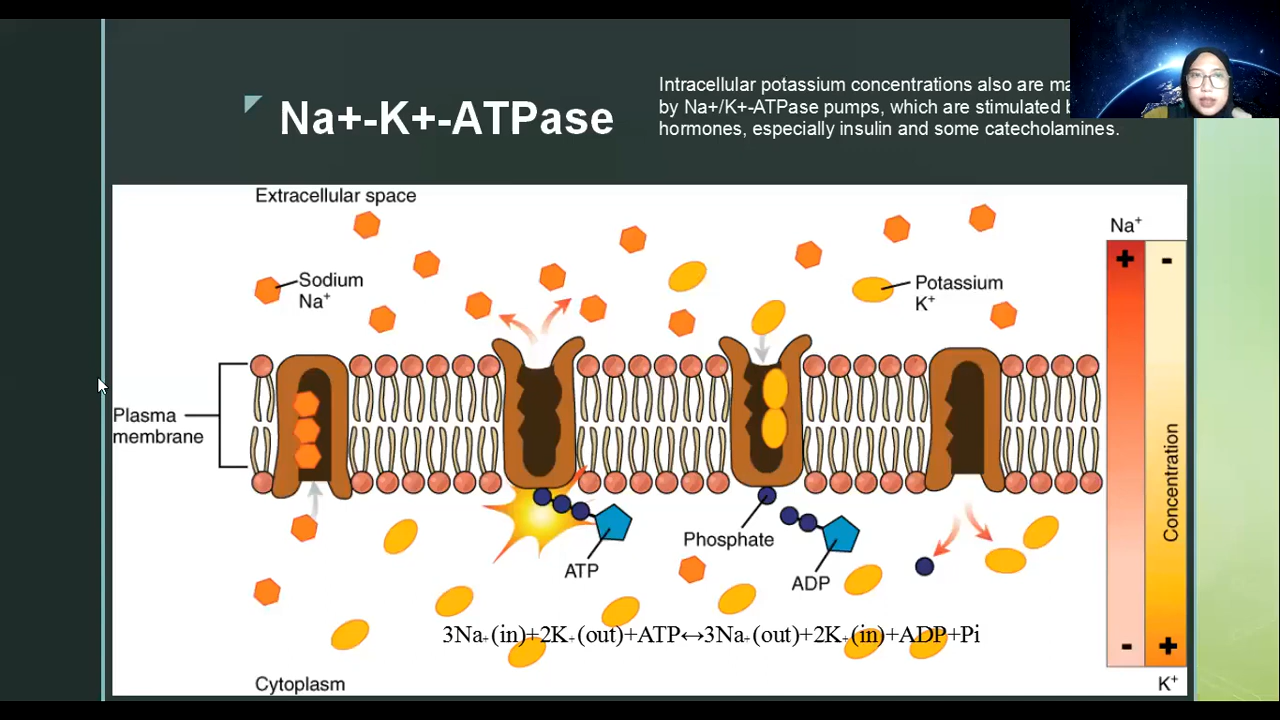 Na+-K+-ATPase
Intracellular potassium concentrations also are
by Na+/K+-ATPase pumps, which are stimulated
hormones, especially insulin and some catecholamines.
Extracellular space
Na⁺
+ -
Sodium
Na⁺
Potassium
K⁺
Plasma
membrane
Concentration
Phosphate
ATP
ADP
3Na₊(in)+2K₊(out)+ATP↔3Na₊(out)+2K₊(in)+ADP+Pi
- +
Cytoplasm
K⁺